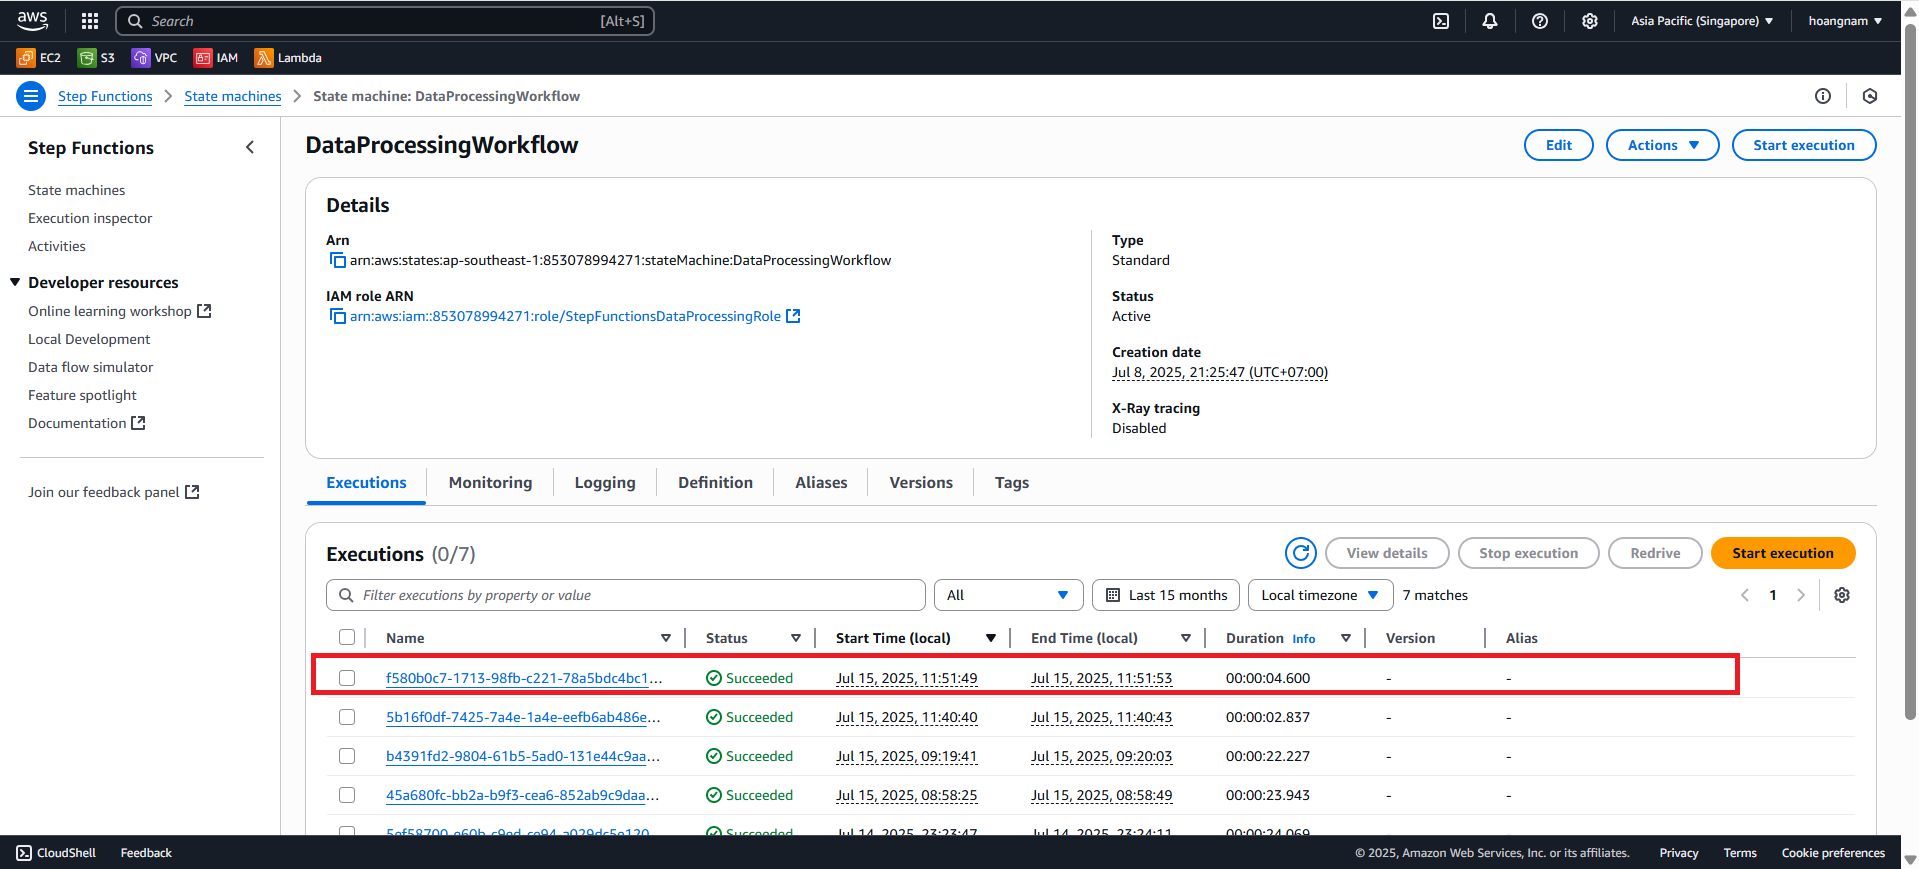 aws Search [Alt+S] Asia Pacific (Singapore) hoangnam
EC2 S3 VPC IAM Lambda
Step Functions State machines State machine: DataProcessingWorkflow
Step Functions
State machines
Execution inspector
Activities
Developer resources
Online learning workshop
Local Development
Data flow simulator
Feature spotlight
Documentation
Join our feedback panel
DataProcessingWorkflow Edit Actions Start execution
Details
Arn
arn:aws:states:ap-southeast-1:853078994271:stateMachine:DataProcessingWorkflow
IAM role ARN
arn:aws:iam::853078994271:role/StepFunctionsDataProcessingRole
Type
Standard
Status
Active
Creation date
Jul 8, 2025, 21:25:47 (UTC+07:00)
X-Ray tracing
Disabled
Executions Monitoring Logging Definition Aliases Versions Tags
Executions (0/7) View details Stop execution Redrive Start execution
Filter executions by property or value All Last 15 months Local timezone 7 matches 1
Name Status Start Time (local) End Time (local) Duration Info Version Alias
f580b0c7-1713-98fb-c221-78a5bdc4bc1... Succeeded Jul 15, 2025, 11:51:49 Jul 15, 2025, 11:51:53 00:00:04.600 - -
5b16f0df-7425-7a4e-1a4e-eefb6ab486e... Succeeded Jul 15, 2025, 11:40:40 Jul 15, 2025, 11:40:43 00:00:02.837 - -
b4391fd2-9804-61b5-5ad0-131e44c9aa... Succeeded Jul 15, 2025, 09:19:41 Jul 15, 2025, 09:20:03 00:00:22.227 - -
45a680fc-bb2a-b9f3-cea6-852ab9c9daa... Succeeded Jul 15, 2025, 08:58:25 Jul 15, 2025, 08:58:49 00:00:23.943 - -
Succeeded Jul 14, 2025, 23:23:47 Jul 14, 2025, 23:24:11 00:00:24.069
CloudShell Feedback © 2025, Amazon Web Services, Inc. or its affiliates. Privacy Terms Cookie preferences